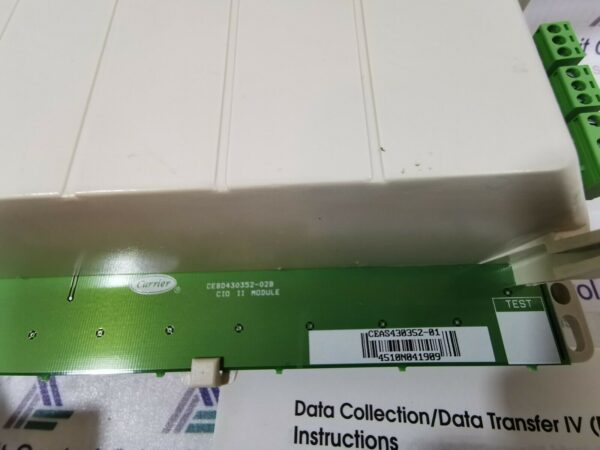 Carrier
CEBD430352-02B
CIO II MODULE
TEST
CEAS430352-01
4510N041909
Data Collection/Data Transfer IV
Instructions